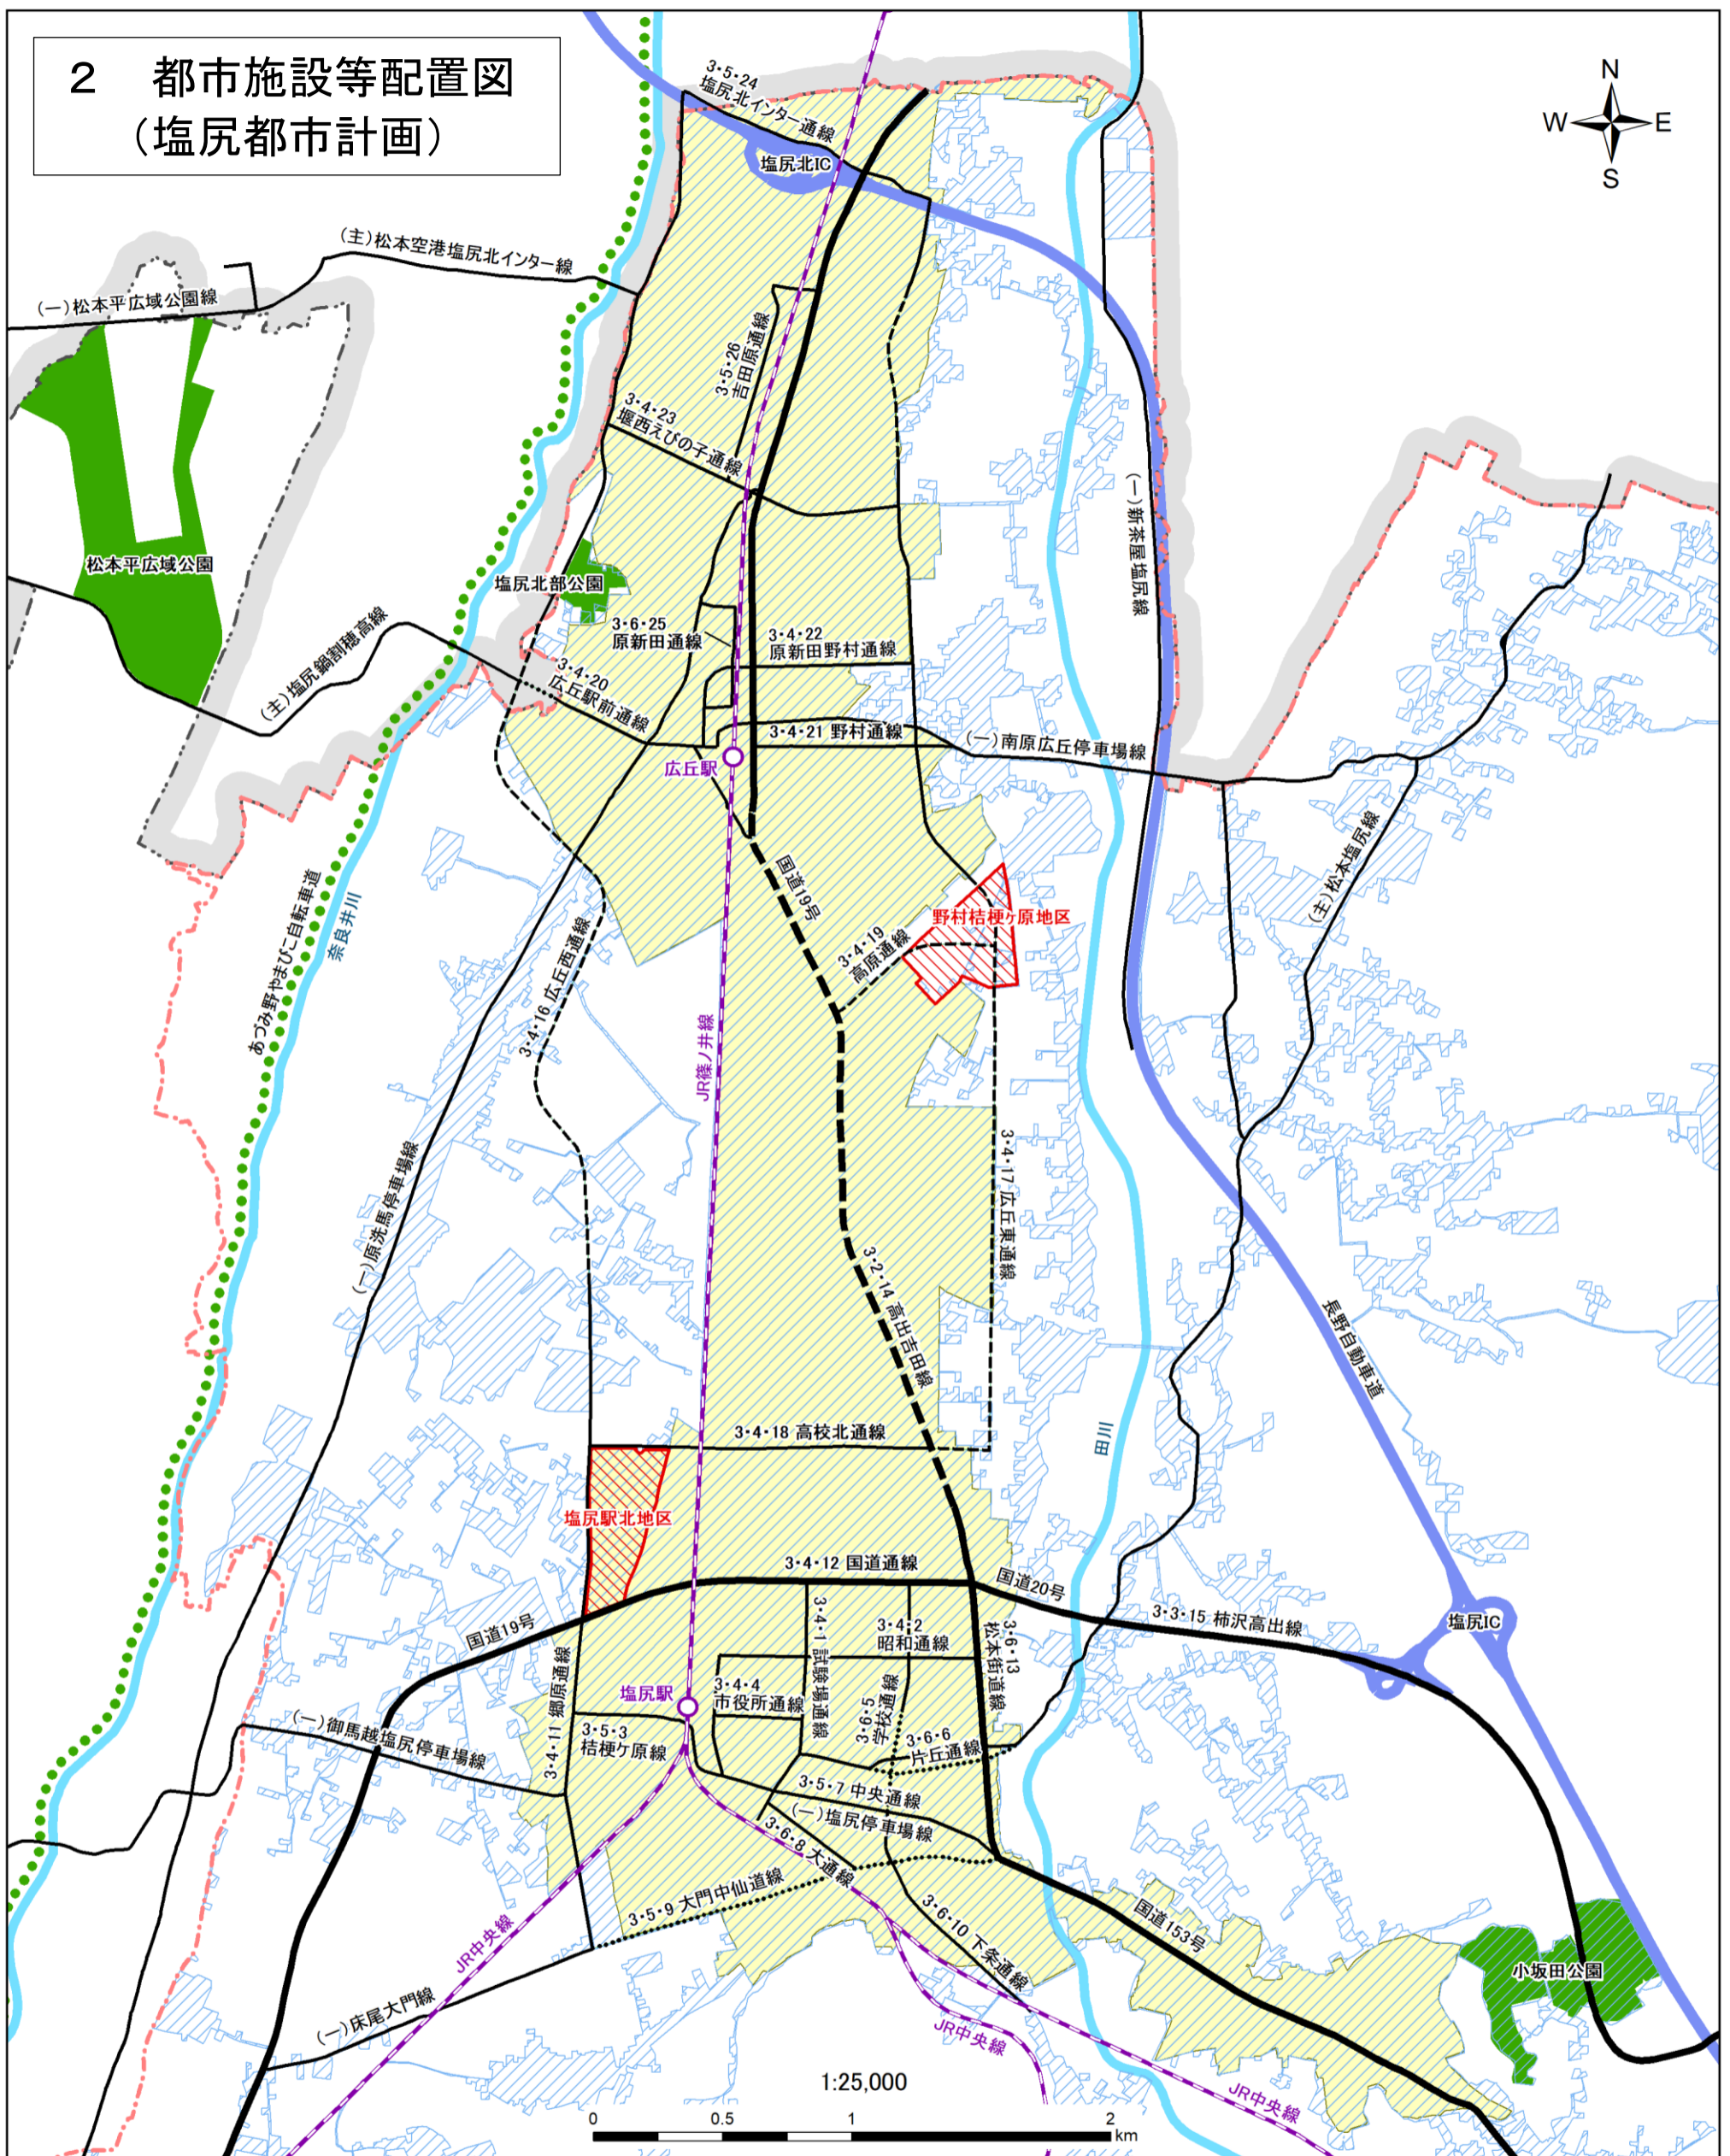 2　都市施設等配置図
（塩尻都市計画）
N
W
E
S
3・5・24
塩尻北インター通線
塩尻北IC
(主)松本空港塩尻北インター線
(一)松本平広域公園線
3・5・26
吉田原通線
3・4・23
堰西えびの子通線
(一)新茶屋塩尻線
松本平広域公園
塩尻北部公園
3・6・25
原新田通線
3・4・22
原新田野村通線
(主)塩尻鍋割穂高線
3・4・20
広丘駅前通線
3・4・21 野村通線
(一)南原広丘停車場線
広丘駅
(主)松本塩尻線
国道19号
あづみ野やまびこ自転車道
奈良井川
野村桔梗ヶ原地区
3・4・19
高原通線
3・4・16 広丘西通線
JR篠ノ井線
(一)原洗馬停車場線
3・4・17 広丘東通線
3・2・14 高出吉田線
長野自動車道
3・4・18 高校北通線
田川
塩尻駅北地区
3・4・12 国道通線
国道20号
国道19号
3・3・15 柿沢高出線
塩尻IC
3・4・1 試験場通線
3・4・2
昭和通線
3・6・13
松本街道線
3・4・11 郷原通線
塩尻駅
3・4・4
市役所通線
3・6・5
学校通線
(一)御馬越塩尻停車場線
3・5・3
桔梗ケ原線
3・6・6
片丘通線
3・5・7 中央通線
(一)塩尻停車場線
3・6・8 大通線
3・5・9 大門中仙道線
3・6・10 下条通線
国道153号
JR中央線
小坂田公園
(一)床尾大門線
JR中央線
JR中央線
1:25,000
0
0.5
1
2
km